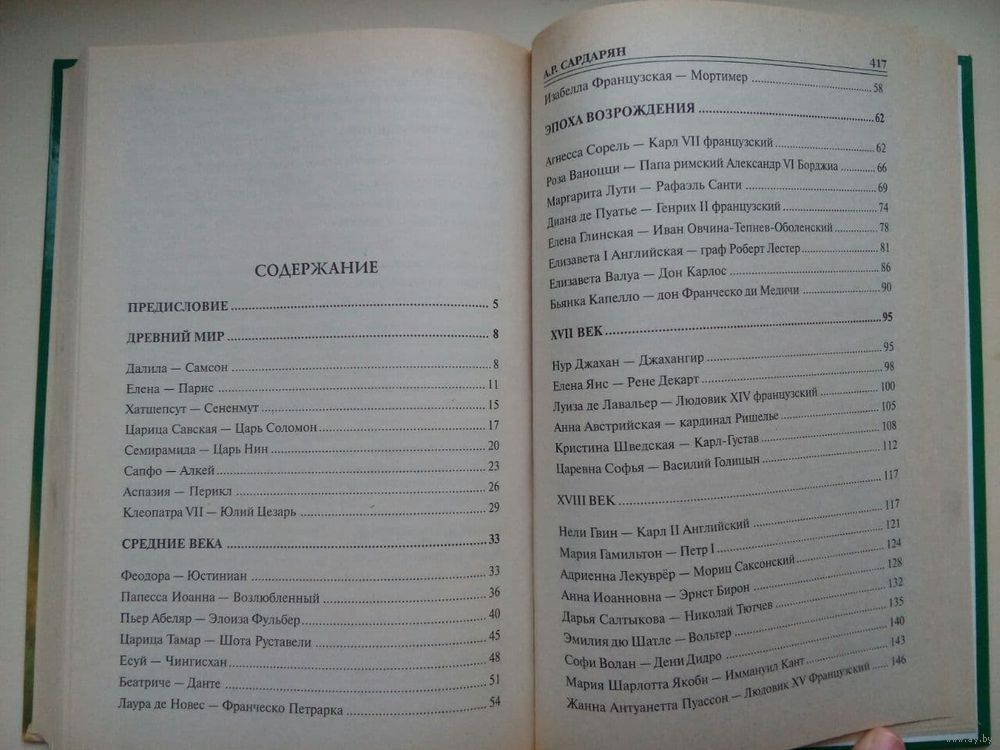 СОДЕРЖАНИЕ
ПРЕДИСЛОВИЕ 5
ДРЕВНИЙ МИР 8
Далила — Самсон 8
Елена — Парис 11
Хатшепсут — Сененмут 15
Царица Савская — Царь Соломон 17
Семирамида — Царь Нин 20
Сапфо — Алкей 23
Аспазия — Перикл 26
Клеопатра VII — Юлий Цезарь 29
СРЕДНИЕ ВЕКА 33
Феодора — Юстиниан 33
Папесса Иоанна — Возлюбленный 36
Пьер Абеляр — Элоиза Фульбер 40
Царица Тамар — Шота Руставели 45
Есуй — Чингисхан 48
Беатриче — Данте 51
Лаура де Новес — Франческо Петрарка 54
А.Р. САРДАРЯН 417
Изабелла Французская — Мортимер 58
ЭПОХА ВОЗРОЖДЕНИЯ 62
Агнесса Сорель — Карл VII французский 62
Роза Ваноцци — Папа римский Александр VI Борджиа 66
Маргарита Лути — Рафаэль Санти 69
Диана де Пуатье — Генрих II французский 74
Елена Глинская — Иван Овчина-Тепнев-Оболенский 78
Елизавета I Английская — граф Роберт Лестер 81
Елизавета Валуа — Дон Карлос 86
Бьянка Капелло — дон Франческо ди Медичи 90
XVII ВЕК 95
Нур Джахан — Джахангир 95
Елена Янс — Рене Декарт 98
Луиза де Лавальер — Людовик XIV французский 100
Анна Австрийская — кардинал Ришелье 105
Кристина Шведская — Карл-Густав 108
Царевна Софья — Василий Голицын 112
XVIII ВЕК 117
Нели Гвин — Карл II Английский 117
Мария Гамильтон — Петр I 121
Адриенна Лекуврёр — Мориц Саксонский 124
Анна Иоанновна — Эрнст Бирон 128
Дарья Салтыкова — Николай Тютчев 132
Эмилия дю Шатле — Вольтер 135
Софи Волан — Дени Дидро 140
Мария Шарлотта Якоби — Иммануил Кант 143
Жанна Антуанетта Пуассон — Людовик XV Французский 146
www.ay.by